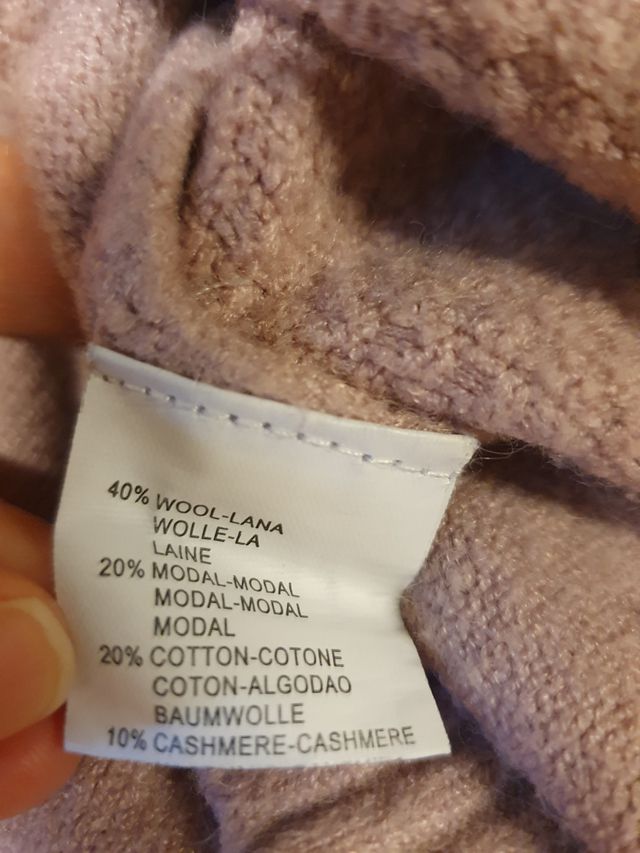 40% WOOL-LANA
WOLLE-LA
LAINE
20% MODAL-MODAL
MODAL-MODAL
MODAL
20% COTTON-COTONE
COTON-ALGODAO
BAUMWOLLE
10% CASHMERE-CASHMERE